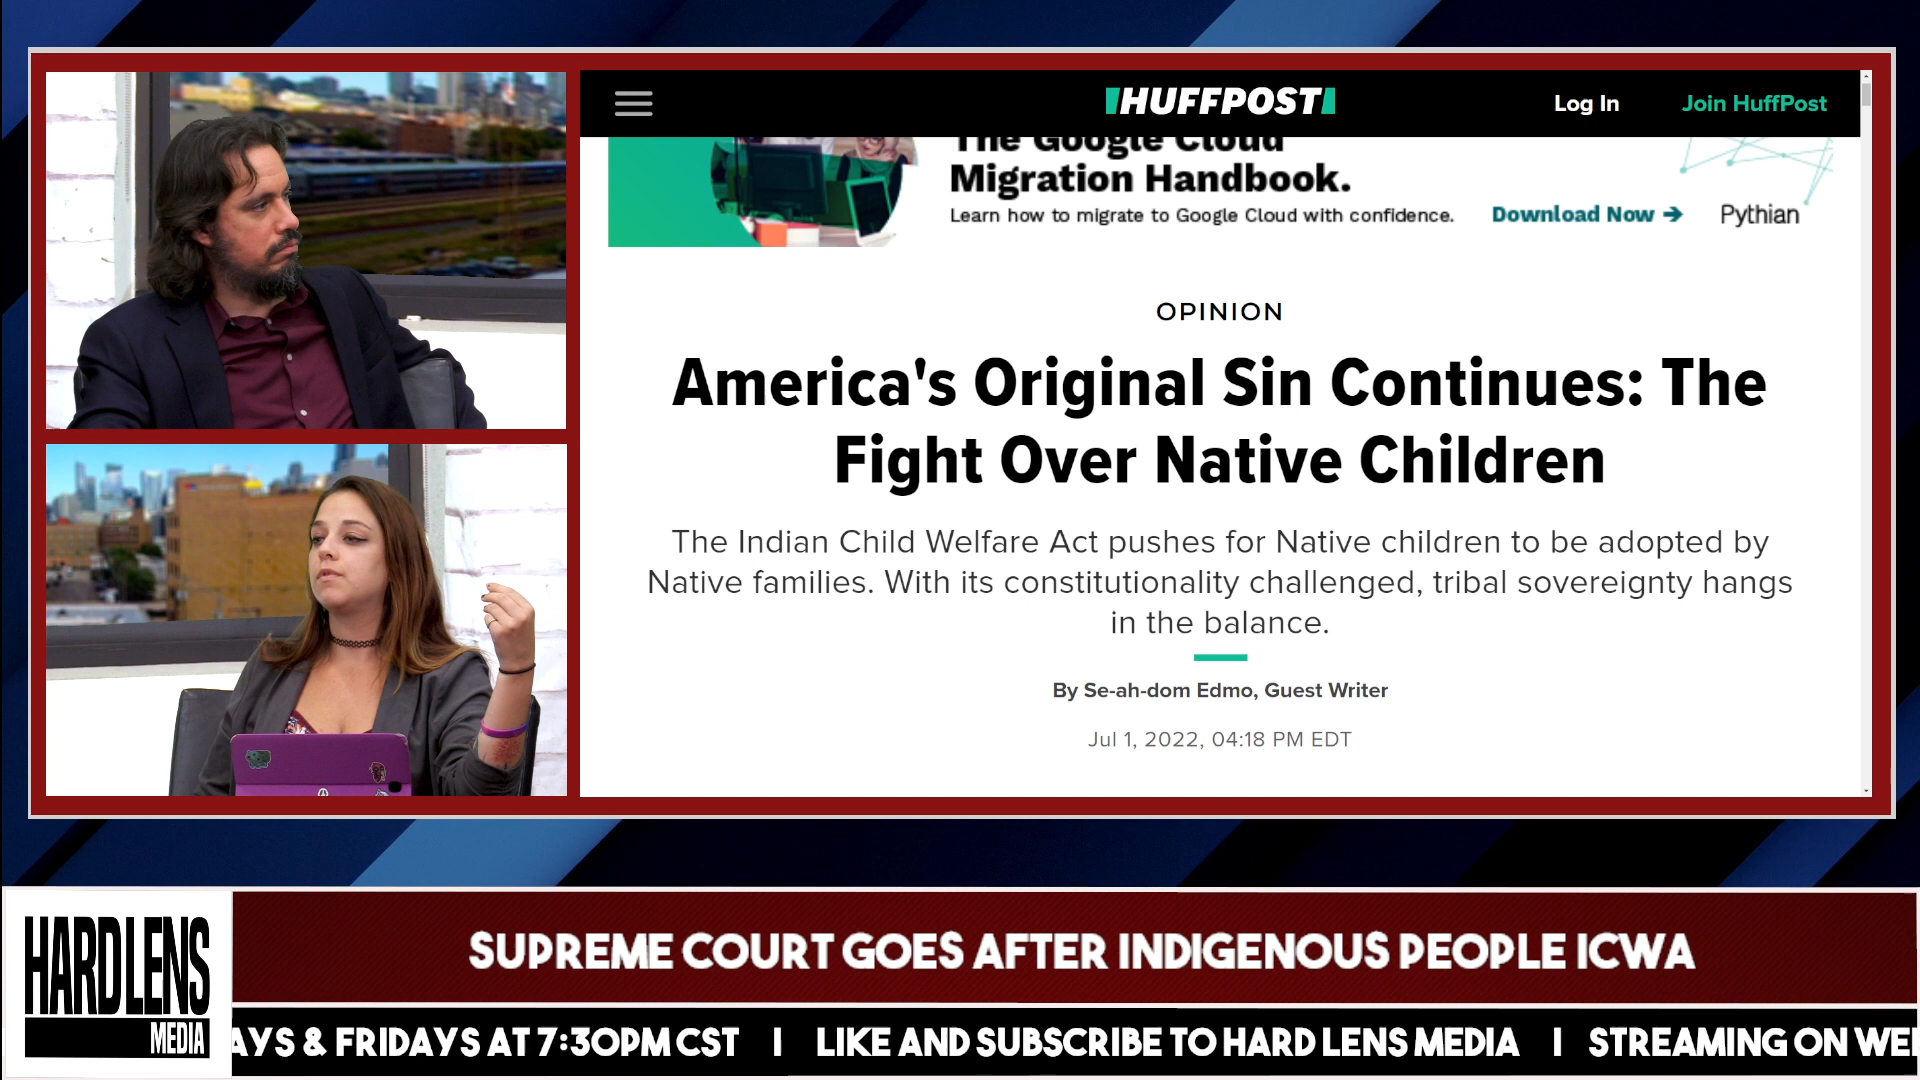 HUFFPOST
Log In
Join HuffPost
The Google Cloud
Migration Handbook.
Learn how to migrate to Google Cloud with confidence.
Download Now →
Pythian
OPINION
America's Original Sin Continues: The
Fight Over Native Children
The Indian Child Welfare Act pushes for Native children to be adopted by
Native families. With its constitutionality challenged, tribal sovereignty hangs
in the balance.
By Se-ah-dom Edmo, Guest Writer
Jul 1, 2022, 04:18 PM EDT
HARD LENS
MEDIA
SUPREME COURT GOES AFTER INDIGENOUS PEOPLE ICWA
AYS & FRIDAYS AT 7:30PM CST | LIKE AND SUBSCRIBE TO HARD LENS MEDIA | STREAMING ON WE